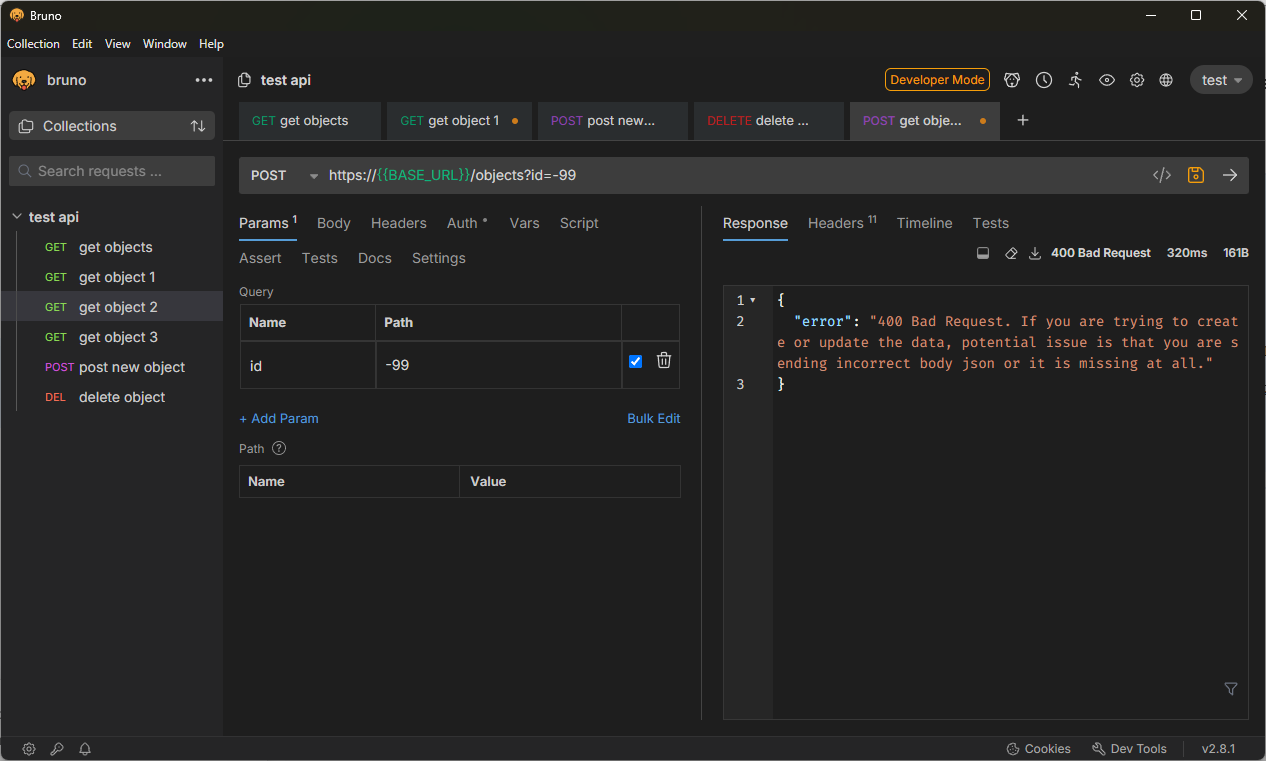 Bruno
Collection Edit View Window Help
bruno
test api
Developer Mode
test
Collections
GET get objects
GET get object 1
POST post new...
DELETE delete ...
POST get obje...
Search requests ...
POST https://{{BASE_URL}}/objects?id=-99
test api
GET get objects
GET get object 1
GET get object 2
GET get object 3
POST post new object
DEL delete object
Params 1 Body Headers Auth Vars Script
Assert Tests Docs Settings
Query
Name Path
id -99
+ Add Param Bulk Edit
Path ?
Name Value
Response Headers 11 Timeline Tests
400 Bad Request 320ms 161B
1 {
2 "error": "400 Bad Request. If you are trying to creat
e or update the data, potential issue is that you are s
ending incorrect body json or it is missing at all."
3 }
Cookies Dev Tools v2.8.1